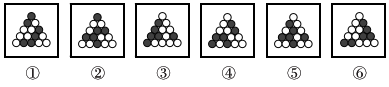 ① ② ③ ④ ⑤ ⑥